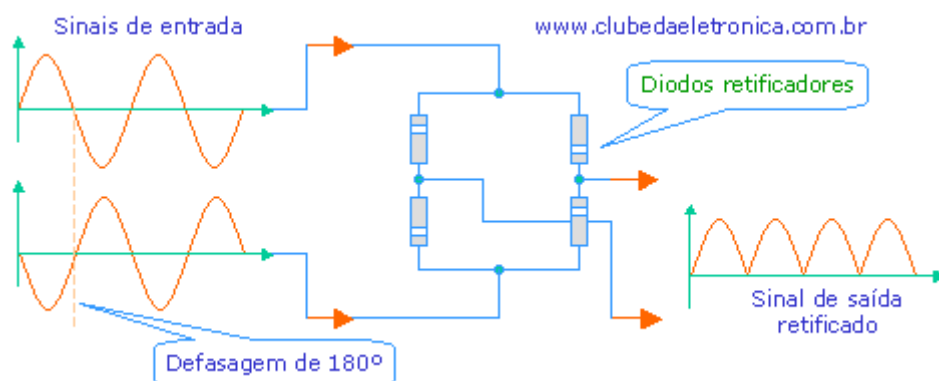 Sinais de entrada
www.clubedaeletronica.com.br
Diodos retificadores
Sinal de saída
retificado
Defasagem de 180º